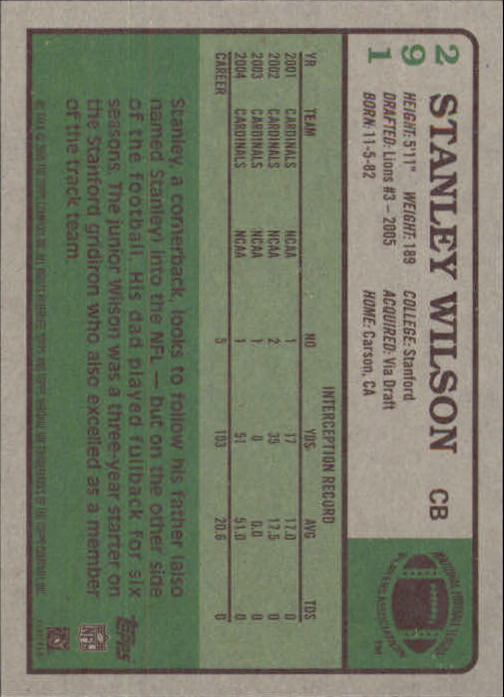 291
STANLEY WILSON CB
HEIGHT: 5'11" WEIGHT: 189 COLLEGE: Stanford
DRAFTED: Lions #3 – 2005 ACQUIRED: Via Draft
BORN: 11-5-82 HOME: Carson, CA
NATIONAL FOOTBALL LEAGUE
PLAYERS ASSOCIATION
INTERCEPTION RECORD
YR TEAM NO YDS AVG TDS
2001 CARDINALS NCAA 1 17 17.0 0
2002 CARDINALS NCAA 2 35 17.5 0
2003 CARDINALS NCAA 1 0 0.0 0
2004 CARDINALS NCAA 1 51 51.0 0
CAREER 5 103 20.6 0
Stanley, a cornerback, looks to follow his father (also
named Stanley) into the NFL — but on the other side
of the football. His dad played fullback for six
seasons. The junior Wilson was a three-year starter on
the Stanford gridiron who also excelled as a member
of the track team.
Topps
NFL